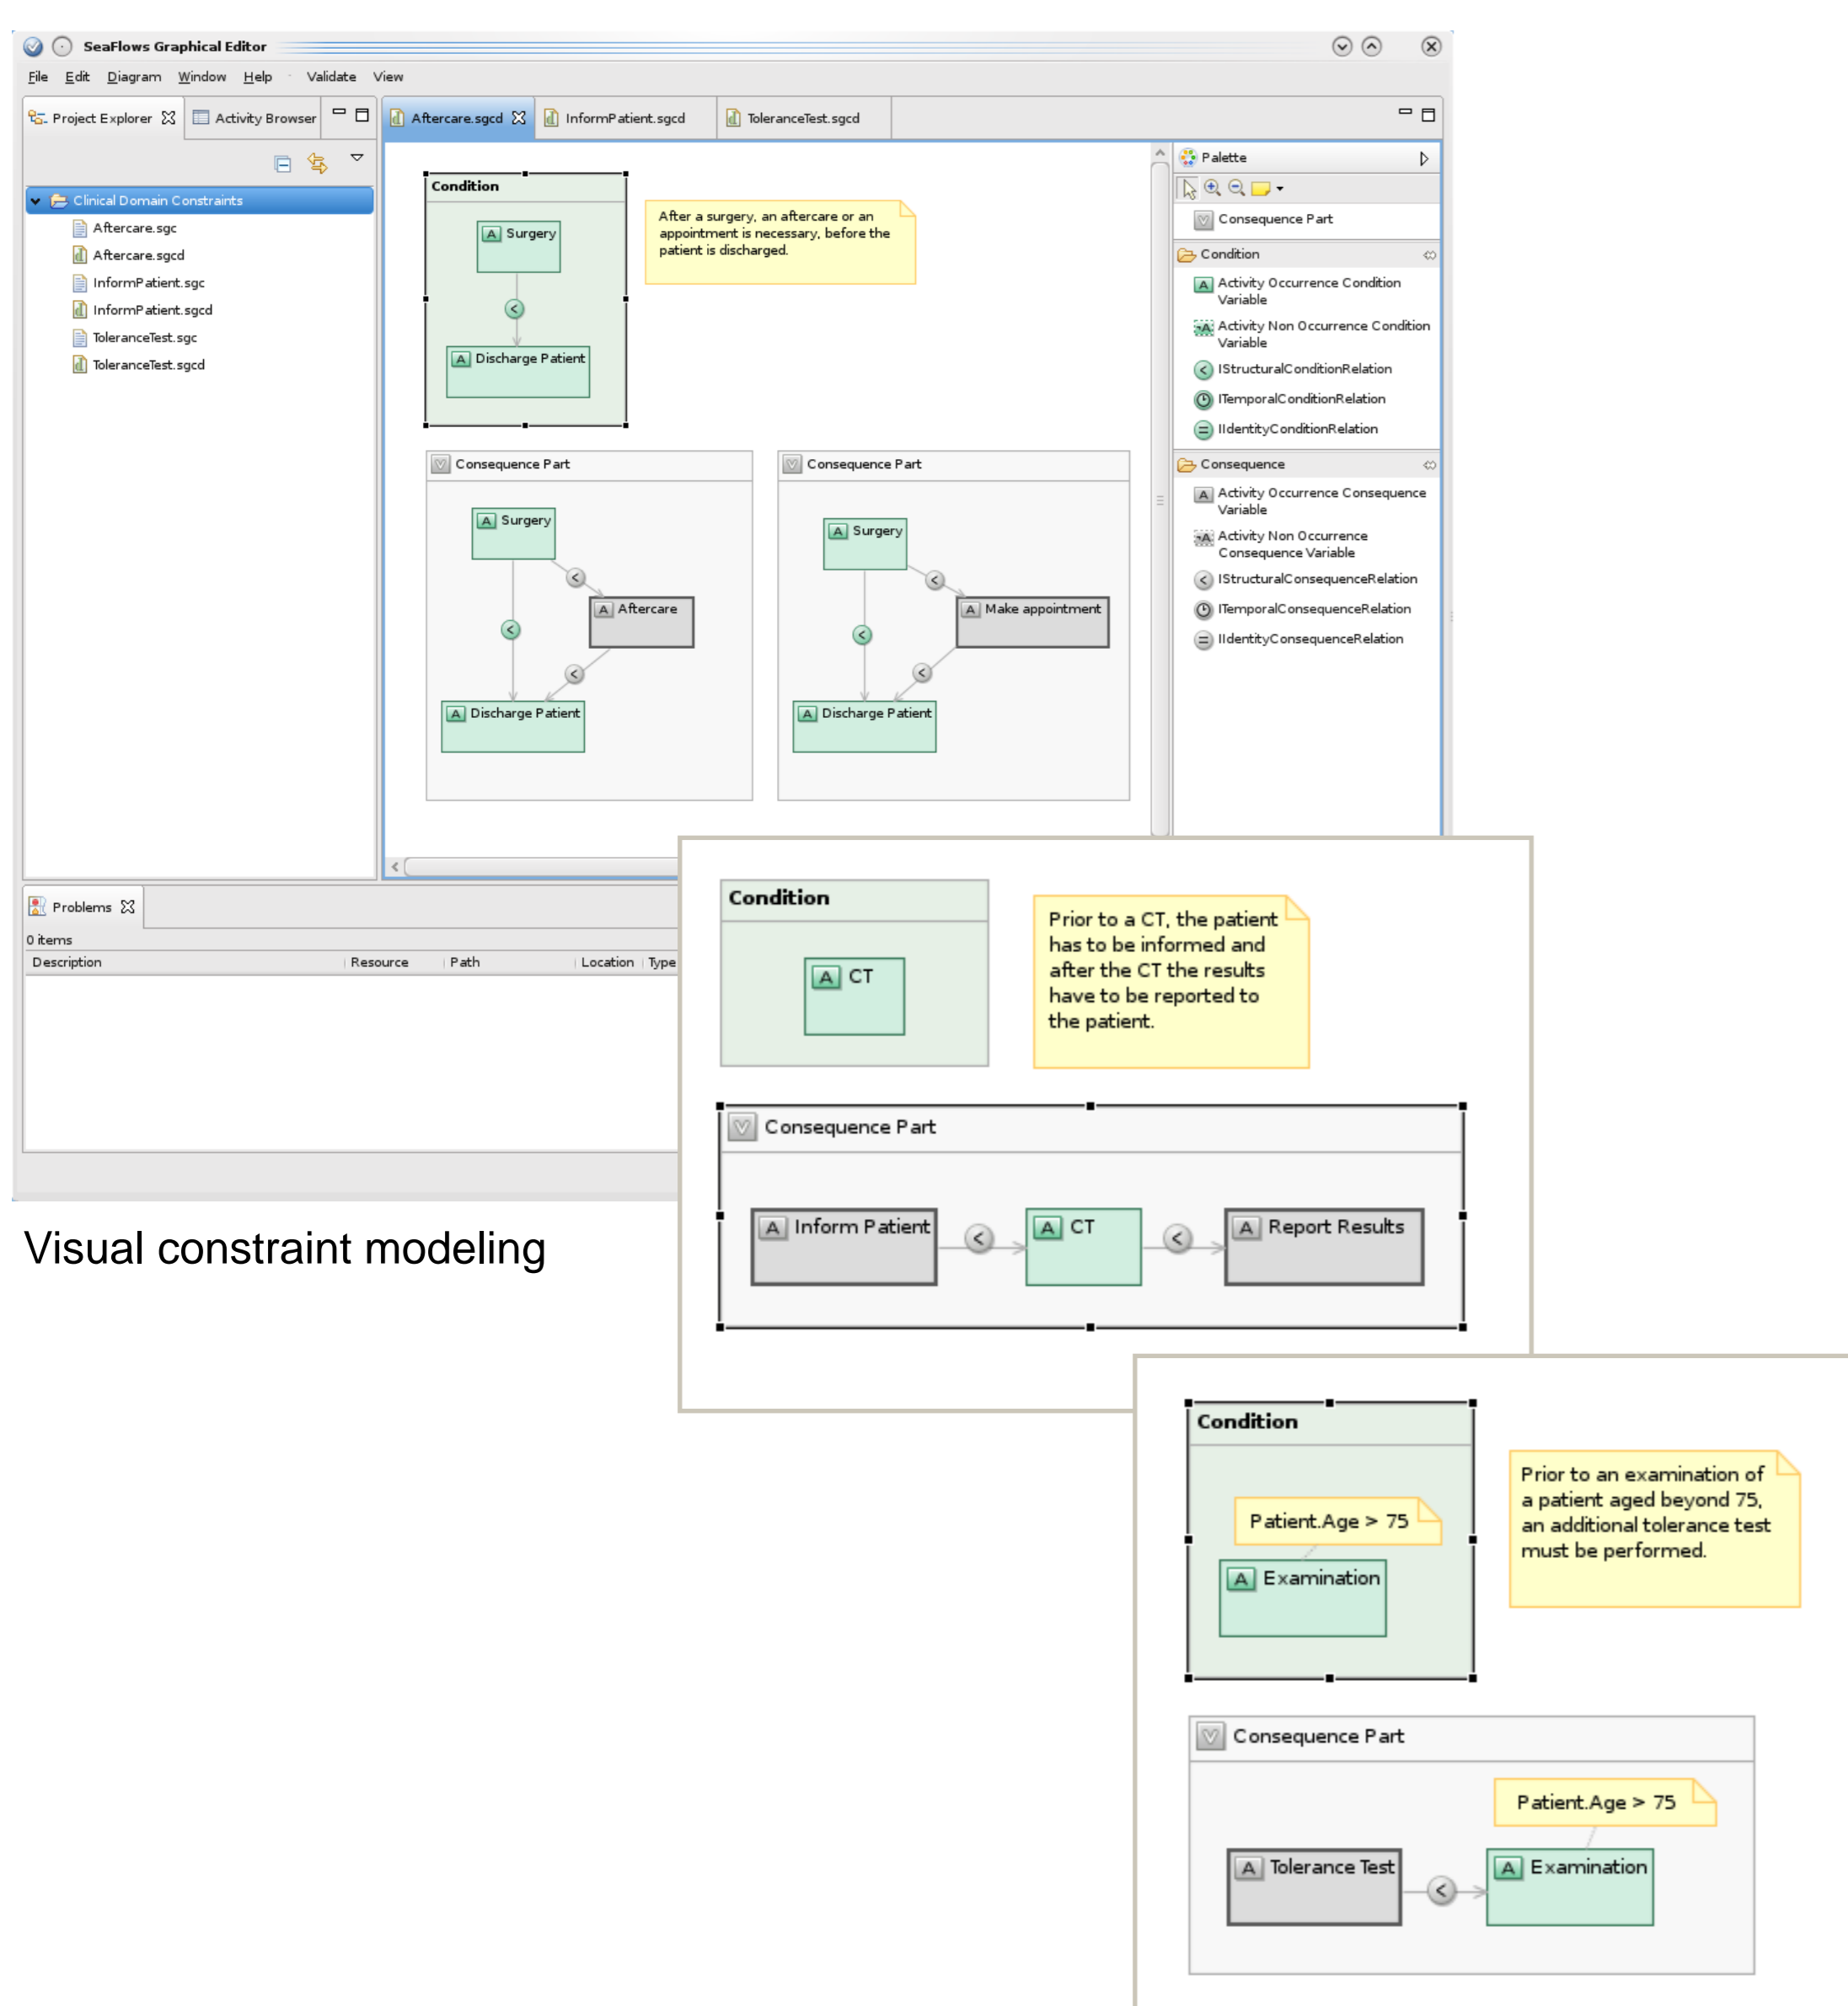 SeaFlows Graphical Editor
File Edit Diagram Window Help Validate View
Project Explorer Activity Browser
Aftercare.sgcd InformPatient.sgcd ToleranceTest.sgcd
Clinical Domain Constraints
Aftercare.sgc
Aftercare.sgcd
InformPatient.sgc
InformPatient.sgcd
ToleranceTest.sgc
ToleranceTest.sgcd
Condition
A Surgery
<
A Discharge Patient
After a surgery, an aftercare or an
appointment is necessary, before the
patient is discharged.
Consequence Part
A Surgery
<
A Aftercare
<
<
A Discharge Patient
Consequence Part
A Surgery
<
A Make appointment
<
<
A Discharge Patient
Palette
Consequence Part
Condition
A Activity Occurrence Condition
Variable
¬A Activity Non Occurrence Condition
Variable
< IStructuralConditionRelation
ITemporalConditionRelation
= IIdentityConditionRelation
Consequence
A Activity Occurrence Consequence
Variable
¬A Activity Non Occurrence
Consequence Variable
< IStructuralConsequenceRelation
ITemporalConsequenceRelation
= IIdentityConsequenceRelation
Problems
0 items
Description Resource Path Location Type
Visual constraint modeling
Condition
A CT
Prior to a CT, the patient
has to be informed and
after the CT the results
have to be reported to
the patient.
Consequence Part
A Inform Patient < A CT < A Report Results
Condition
Patient.Age > 75
A Examination
Prior to an examination of
a patient aged beyond 75,
an additional tolerance test
must be performed.
Consequence Part
Patient.Age > 75
A Tolerance Test < A Examination